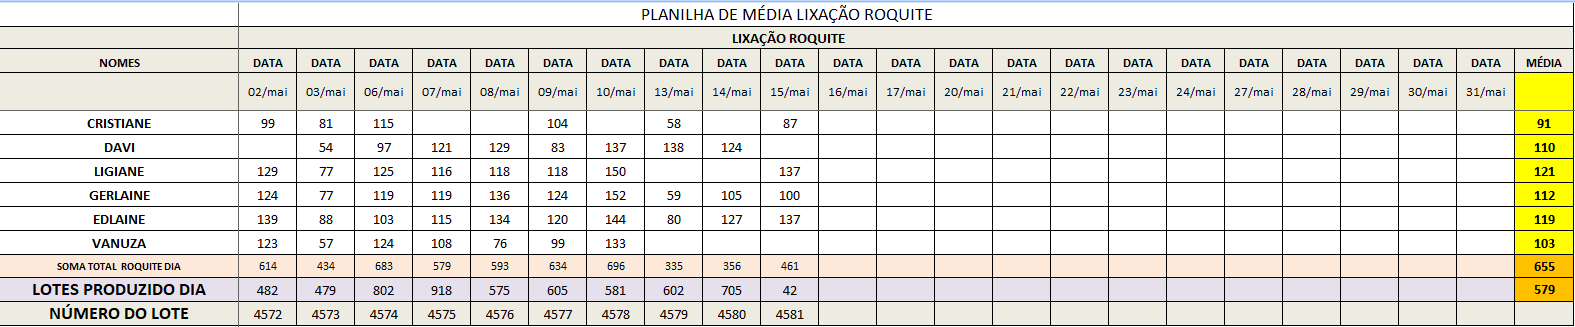 PLANILHA DE MÉDIA LIXAÇÃO ROQUITE
LIXAÇÃO ROQUITE
NOMES DATA DATA DATA DATA DATA DATA DATA DATA DATA DATA DATA DATA DATA DATA DATA DATA DATA DATA DATA DATA DATA DATA MÉDIA
02/mai 03/mai 06/mai 07/mai 08/mai 09/mai 10/mai 13/mai 14/mai 15/mai 16/mai 17/mai 20/mai 21/mai 22/mai 23/mai 24/mai 27/mai 28/mai 29/mai 30/mai 31/mai
CRISTIANE 99 81 115 104 58 87 91
DAVI 54 97 121 129 83 137 138 124 110
LIGIANE 129 77 125 116 118 118 150 137 121
GERLAINE 124 77 119 119 136 124 152 59 105 100 112
EDLAINE 139 88 103 115 134 120 144 80 127 137 119
VANUZA 123 57 124 108 76 99 133 103
SOMA TOTAL ROQUITE DIA 614 434 683 579 593 634 696 335 356 461 655
LOTES PRODUZIDO DIA 482 479 802 918 575 605 581 602 705 42 579
NÚMERO DO LOTE 4572 4573 4574 4575 4576 4577 4578 4579 4580 4581